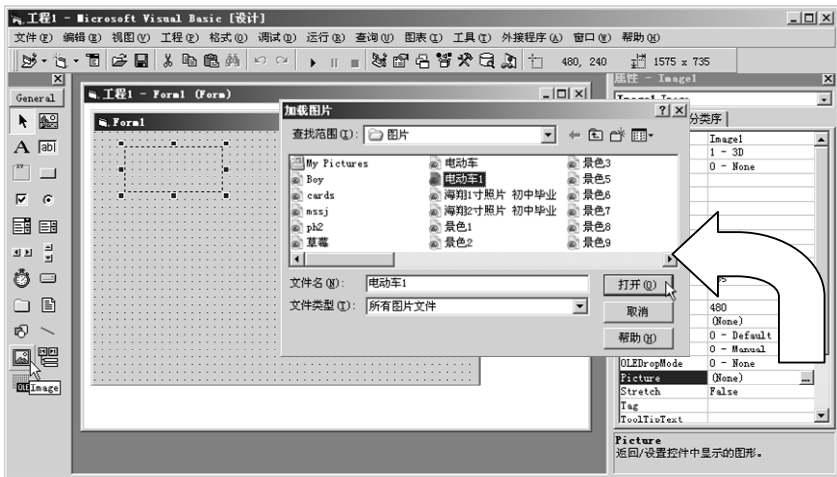 工程1 - Microsoft Visual Basic [设计]
文件(F) 编辑(E) 视图(V) 工程(P) 格式(O) 调试(D) 运行(R) 查询(U) 图表(I) 工具(T) 外接程序(A) 窗口(W) 帮助(H)
480, 240 1575 x 735
General
工程1 - Form1 (Form)
Form1
加载图片
查找范围(I): 图片
My Pictures 电动车 景色3
Boy 电动车1 景色5
cards 海翔1寸照片 初中毕业 景色6
mssj 海翔2寸照片 初中毕业 景色7
ph2 景色1 景色8
草莓 景色2 景色9
文件名(N): 电动车1 打开(O)
文件类型(T): 所有图片文件 取消
帮助(H)
Image
属性 - Image1
Image1 Image
分类序
Image1
1 - 3D
0 - None
480
(None)
0 - Default
0 - Manual
OLEDropMode 0 - None
Picture (None) ...
Stretch False
Tag
ToolTipText
Picture
返回/设置控件中显示的图形。